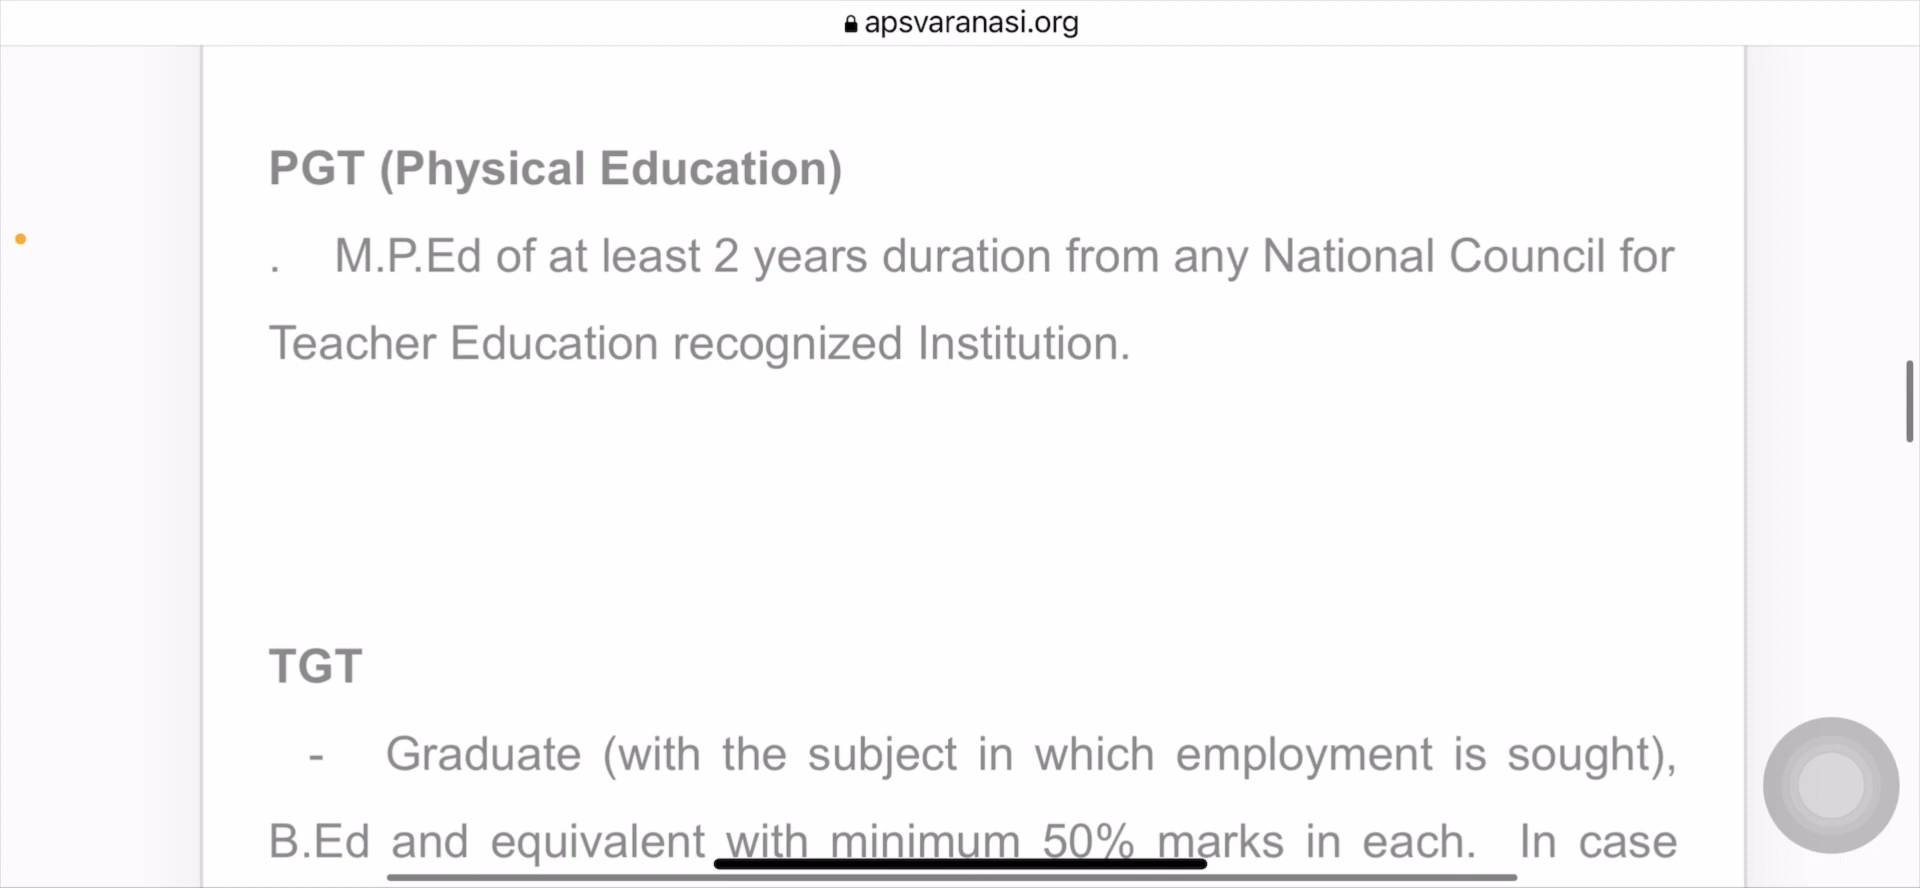 apsvaranasi.org
PGT (Physical Education)
. M.P.Ed of at least 2 years duration from any National Council for
Teacher Education recognized Institution.
TGT
- Graduate (with the subject in which employment is sought),
B.Ed and equivalent with minimum 50% marks in each. In case